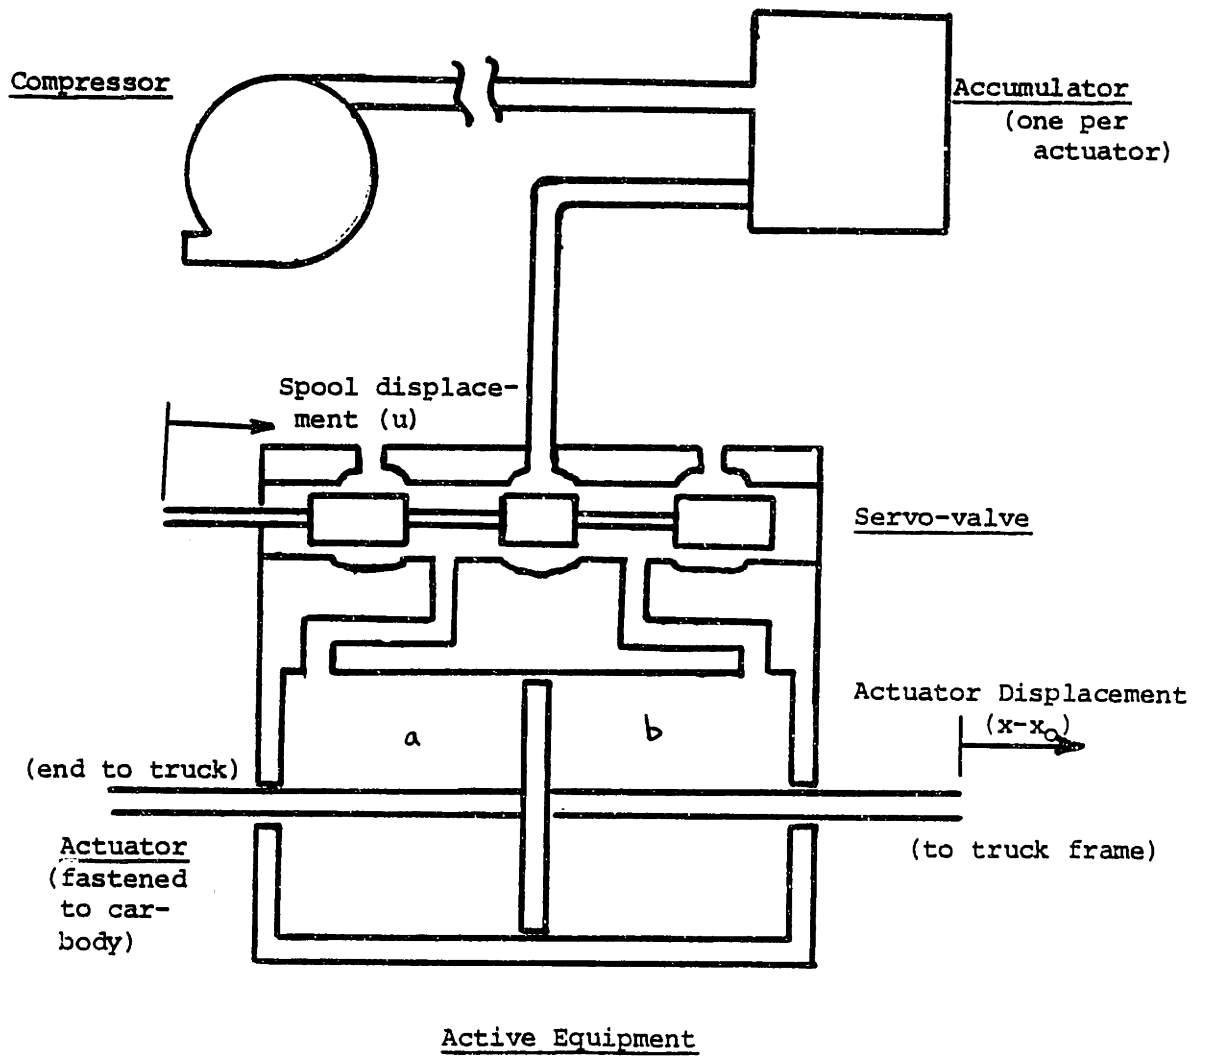 Compressor
Accumulator
(one per
actuator)
Spool displace-
ment (u)
Servo-valve
Actuator Displacement
(x-x₀)
a
b
(end to truck)
Actuator
(fastened
to car-
body)
(to truck frame)
Active Equipment